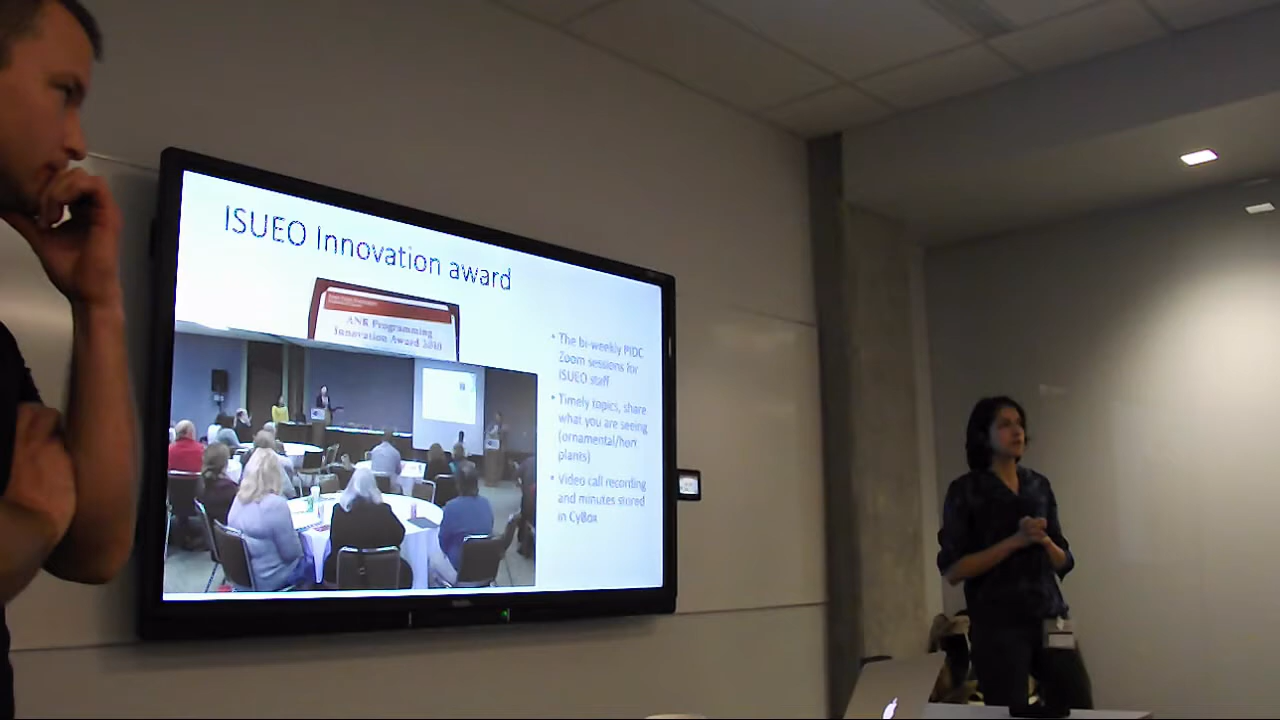 ISUEO Innovation award
ANR Programming
Innovation Award 2018
• The bi-weekly PIDC
Zoom sessions for
ISUEO staff
• Timely topics, share
what you are seeing
(ornamental/hort
plants)
• Video call recording
and minutes stored
in CyBox